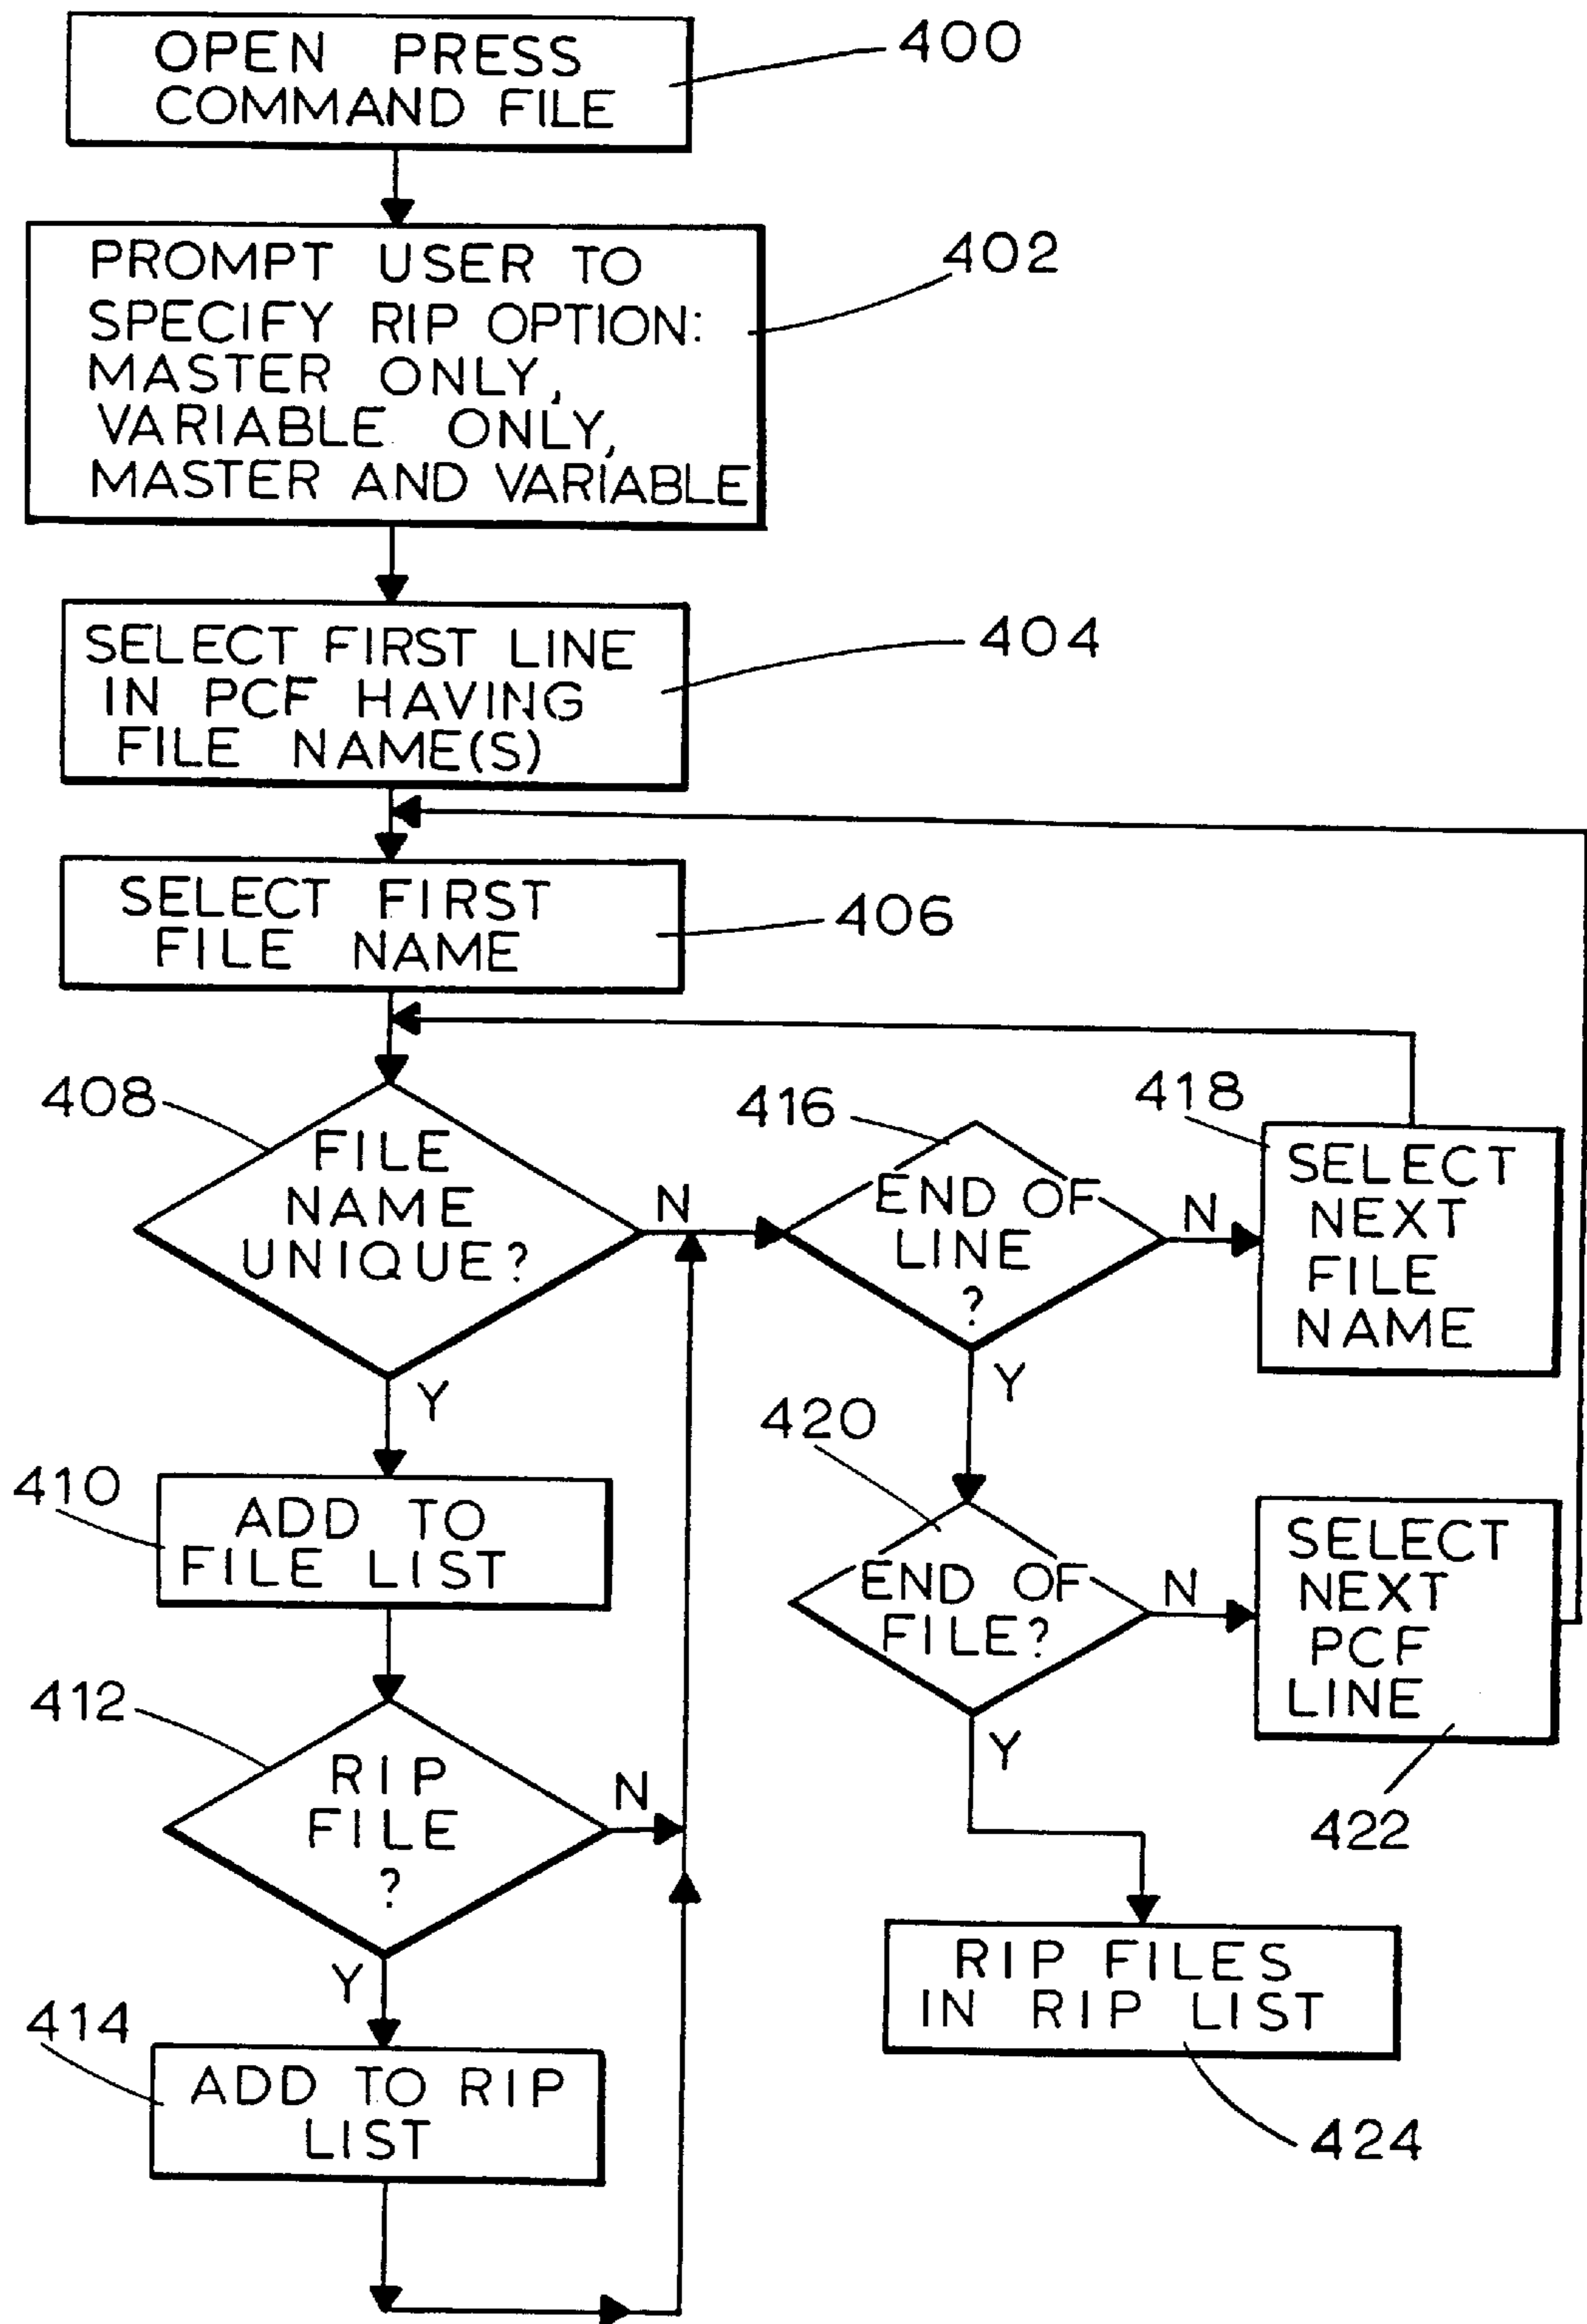 OPEN PRESS
COMMAND FILE
400
PROMPT USER TO
SPECIFY RIP OPTION:
MASTER ONLY,
VARIABLE ONLY,
MASTER AND VARIABLE
402
SELECT FIRST LINE
IN PCF HAVING
FILE NAME(S)
404
SELECT FIRST
FILE NAME
406
408
FILE
NAME
UNIQUE?
N
Y
416
END OF
LINE
?
N
Y
418
SELECT
NEXT
FILE
NAME
410
ADD TO
FILE LIST
420
END OF
FILE?
N
Y
SELECT
NEXT
PCF
LINE
422
412
RIP
FILE
?
N
Y
414
ADD TO RIP
LIST
RIP FILES
IN RIP LIST
424